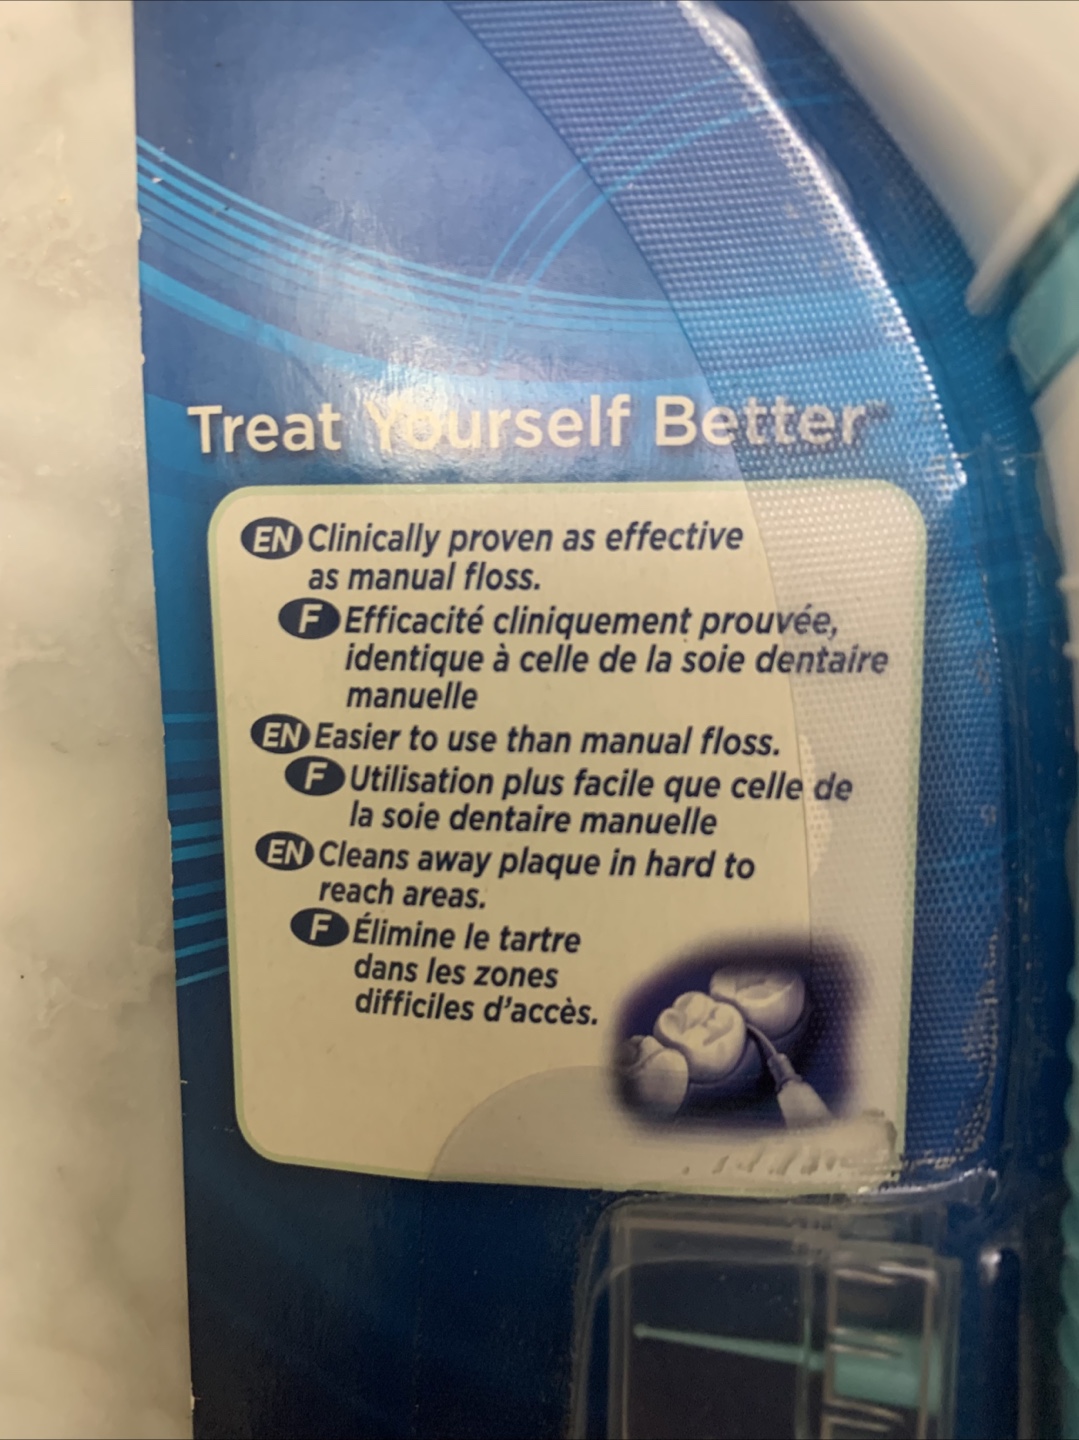 Treat Yourself Better™
EN Clinically proven as effective
as manual floss.
F Efficacité cliniquement prouvée,
identique à celle de la soie dentaire
manuelle
EN Easier to use than manual floss.
F Utilisation plus facile que celle de
la soie dentaire manuelle
EN Cleans away plaque in hard to
reach areas.
F Élimine le tartre
dans les zones
difficiles d'accès.